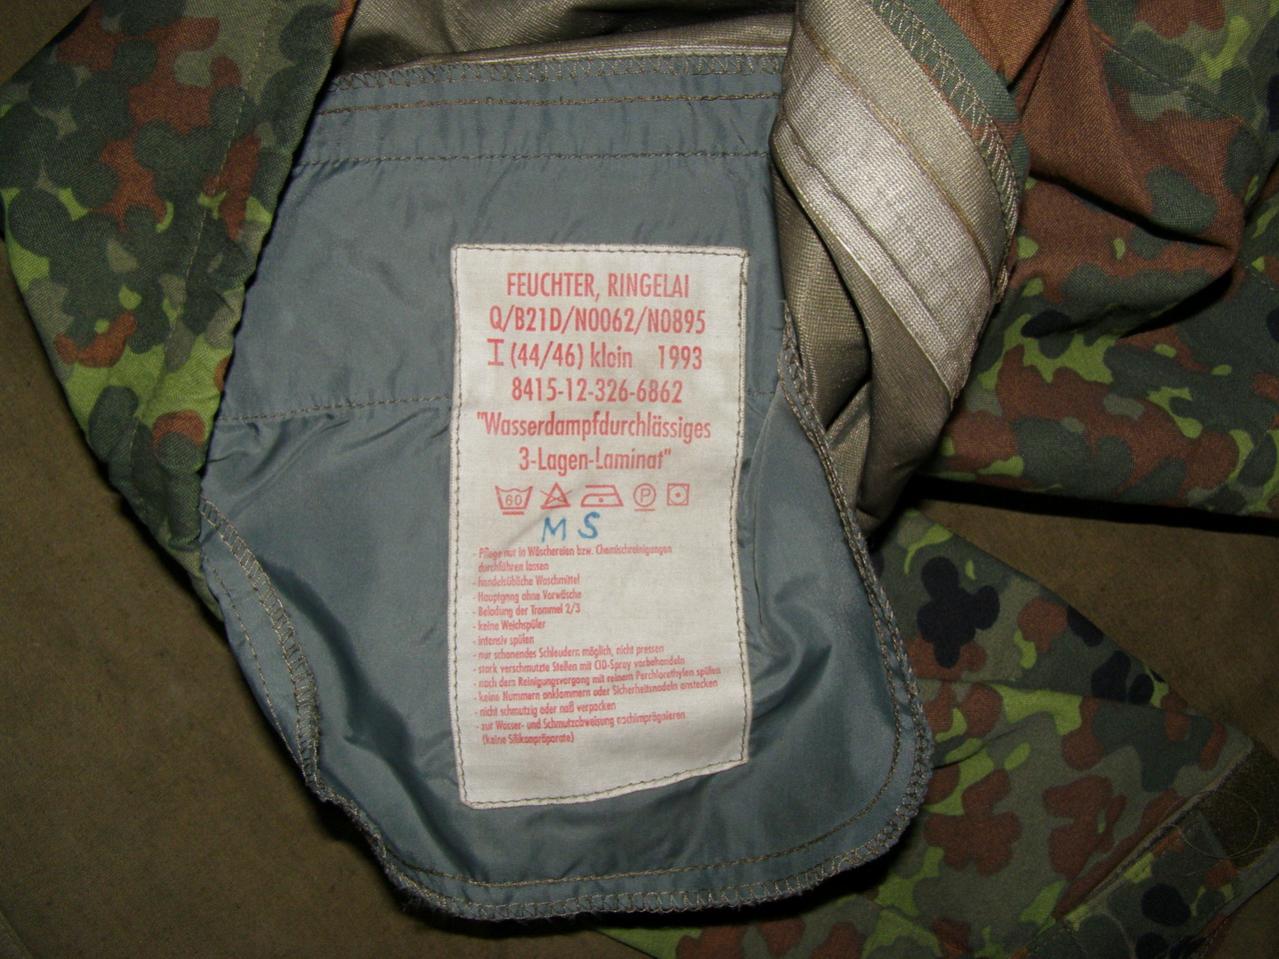 FEUCHTER, RINGELAI
Q/B21D/N0062/N0895
I (44/46) klein 1993
8415-12-326-6862
"Wasserdampfdurchlässiges
3-Lagen-Laminat"
60 P
MS
- Pflege nur in Wäschereien bzw. Chemischreinigungen
durchführen lassen
- handelsübliche Waschmittel
- Hauptgang ohne Vorwäsche
- Beladung der Trommel 2/3
- keine Weichspüler
- intensiv spülen
- nur schonendes Schleudern möglich, nicht pressen
- stark verschmutzte Stellen mit CID-Spray vorbehandeln
- nach dem Reinigungsvorgang mit reinem Perchlorethylen spülen
- keine Nummern anklammern oder Sicherheitsnadeln anstecken
- nicht schmutzig oder naß verpacken
- zur Wasser- und Schmutzabweisung
(keine Silikonpräparate)